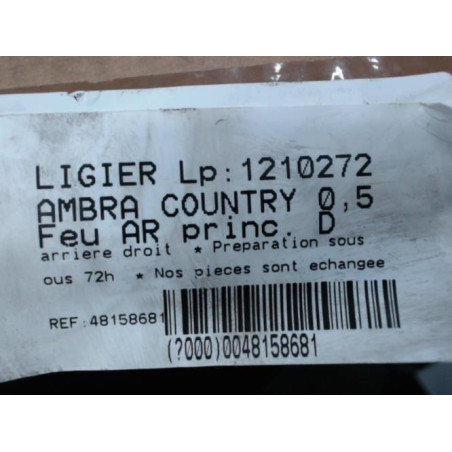 LIGIER Lp:1210272
AMBRA COUNTRY 0,5
Feu AR princ. D
arriere droit * Preparation sous
ous 72h * Nos pieces sont echangee
REF:48158681
(?000)0048158681